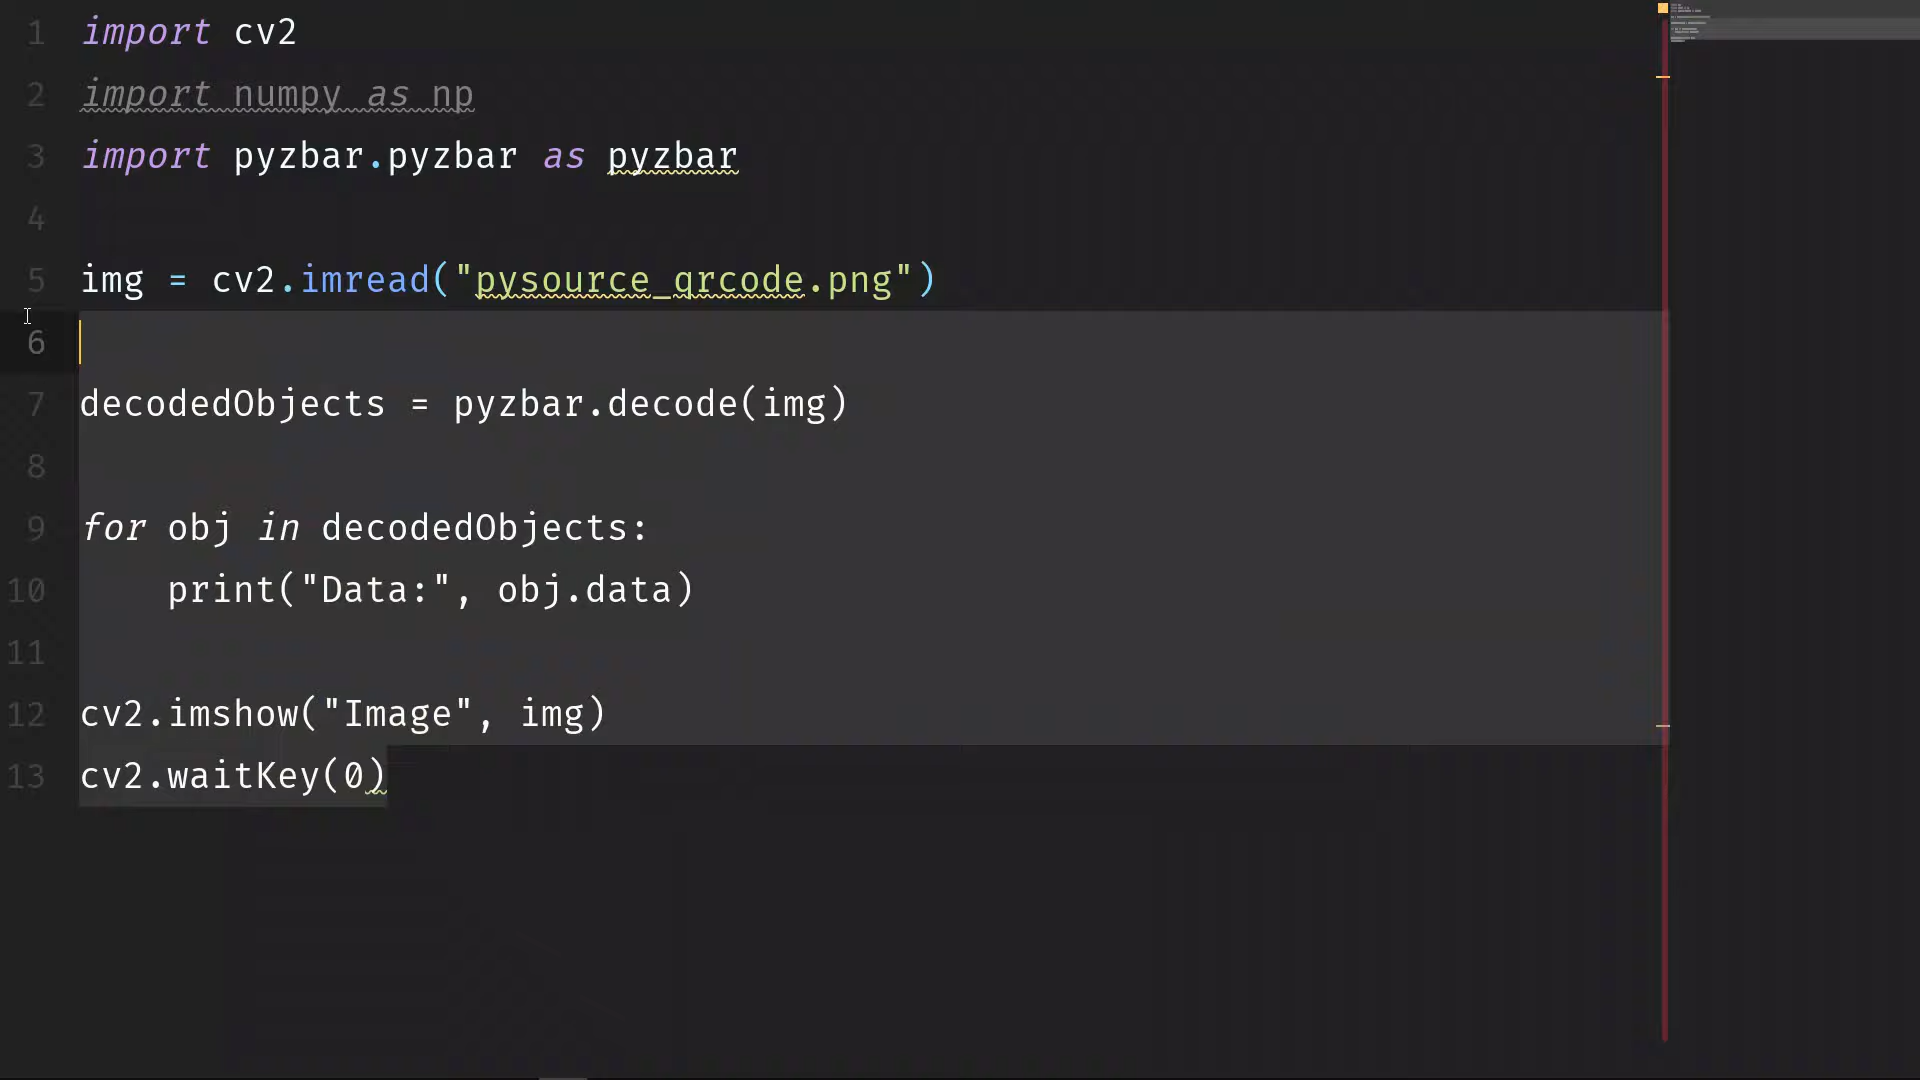 1 import cv2
2 import numpy as np
3 import pyzbar.pyzbar as pyzbar
4
5 img = cv2.imread("pysource_qrcode.png")
6
7 decodedObjects = pyzbar.decode(img)
8
9 for obj in decodedObjects:
10     print("Data:", obj.data)
11
12 cv2.imshow("Image", img)
13 cv2.waitKey(0)